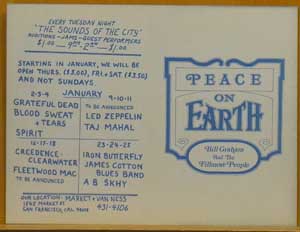 EVERY TUESDAY NIGHT
"THE SOUNDS OF THE CITY"
AUDITIONS - JAMS - GUEST PERFORMERS
$1.00 — 9PM - 2AM — $1.00
STARTING IN JANUARY, WE WILL BE
OPEN THURS. ($3.00), FRI. & SAT. ($3.50)
AND NOT SUNDAYS.
JANUARY
2-3-4
GRATEFUL DEAD
BLOOD SWEAT
+ TEARS
SPIRIT
9-10-11
TO BE ANNOUNCED
LED ZEPPELIN
TAJ MAHAL
16-17-18
CREEDENCE
CLEARWATER
FLEETWOOD MAC
TO BE ANNOUNCED
23-24-25
IRON BUTTERFLY
JAMES COTTON
BLUES BAND
A B SKHY
OUR LOCATION: MARKET + VAN NESS
1545 MARKET ST
SAN FRANCISCO, CAL
431-4106
PEACE
ON
EARTH
Bill Graham
And The
Fillmore People